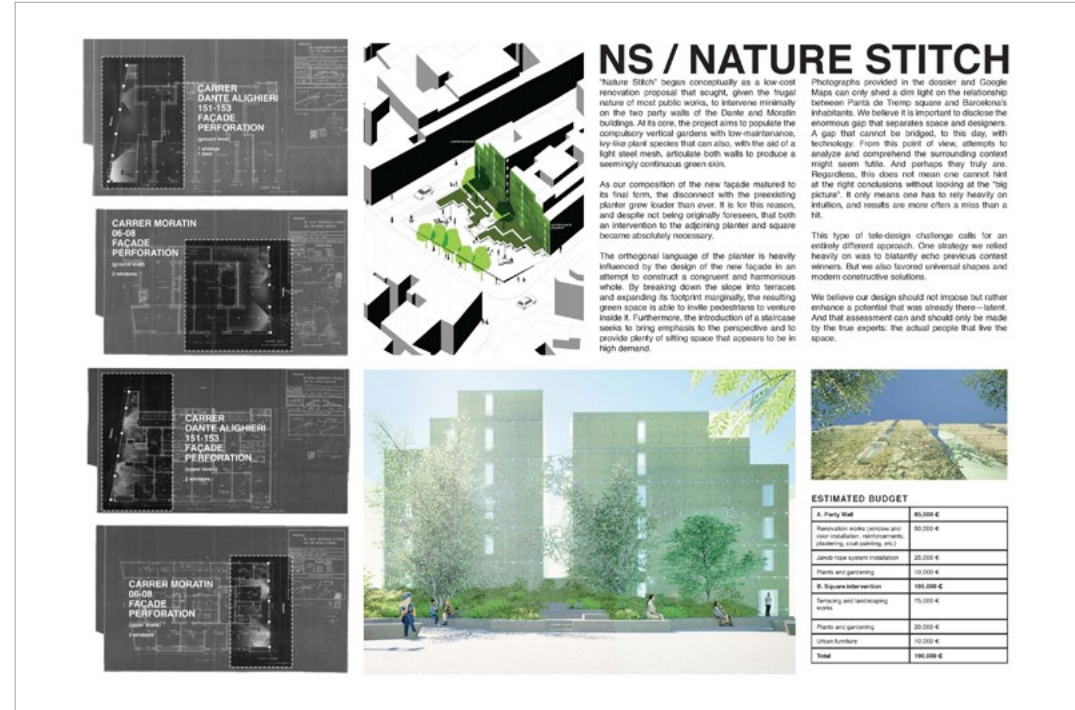 NS / NATURE STITCH
"Nature Stitch" began conceptually as a low-cost
renovation proposal that sought, given the frugal
nature of most public works, to intervene minimally
on the two party walls of the Dante and Moratin
buildings. At its core, the project aims to populate the
compulsory vertical gardens with low-maintenance,
ivy-like plant species that can also, with the aid of a
light steel mesh, articulate both walls to produce a
seemingly continuous green skin.
As our composition of the new façade matured to
its final form, the disconnect with the preexisting
planter grew louder than ever. It is for this reason,
and despite not being originally foreseen, that both
an intervention to the adjoining planter and square
became absolutely necessary.
The orthogonal language of the planter is heavily
influenced by the design of the new façade in an
attempt to construct a congruent and harmonious
whole. By breaking down the slope into terraces
and expanding its footprint marginally, the resulting
green space is able to invite pedestrians to venture
inside it. Furthermore, the introduction of a staircase
seeks to bring emphasis to the perspective and to
provide plenty of sitting space that appears to be in
high demand.
Photographs provided in the dossier and Google
Maps can only shed a dim light on the relationship
between Pantà de Tremp square and Barcelona's
inhabitants. We believe it is important to disclose the
enormous gap that separates space and designers.
A gap that cannot be bridged, to this day, with
technology. From this point of view, attempts to
analyze and comprehend the surrounding context
might seem futile. And perhaps they truly are.
Regardless, this does not mean one cannot hint
at the right conclusions without looking at the "big
picture". It only means one has to rely heavily on
intuition, and results are more often a miss than a
hit.
This type of tele-design challenge calls for an
entirely different approach. One strategy we relied
heavily on was to blatantly echo previous contest
winners. But we also favored universal shapes and
modern constructive solutions.
We believe our design should not impose but rather
enhance a potential that was already there—latent.
And that assessment can and should only be made
by the true experts: the actual people that live the
space.
CARRER
DANTE ALIGHIERI
151-153
FAÇADE
PERFORATION
(ground level)
1 window
1 door
CARRER MORATIN
06-08
FAÇADE
PERFORATION
(ground level)
2 windows
CARRER
DANTE ALIGHIERI
151-153
FAÇADE
PERFORATION
(upper levels)
2 windows
CARRER MORATIN
06-08
FAÇADE
PERFORATION
(upper levels)
2 windows
ESTIMATED BUDGET
A. Party Wall 85,000 €
Renovation works (window and
door installation, reinforcements,
plastering, coat painting, etc.) 50,000 €
Jakob rope system installation 25,000 €
Plants and gardening 10,000 €
B. Square intervention 105,000 €
Terracing and landscaping
works 75,000 €
Plants and gardening 20,000 €
Urban furniture 10,000 €
Total 190,000 €